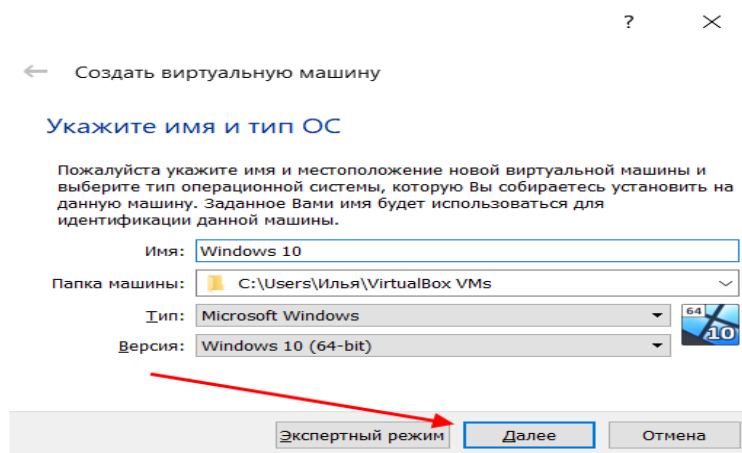 ?
Создать виртуальную машину
Укажите имя и тип ОС
Пожалуйста укажите имя и местоположение новой виртуальной машины и
выберите тип операционной системы, которую Вы собираетесь установить на
данную машину. Заданное Вами имя будет использоваться для
идентификации данной машины.
Имя: Windows 10
Папка машины: C:\Users\Илья\VirtualBox VMs
Тип: Microsoft Windows 64
Версия: Windows 10 (64-bit) 10
Экспертный режим Далее Отмена